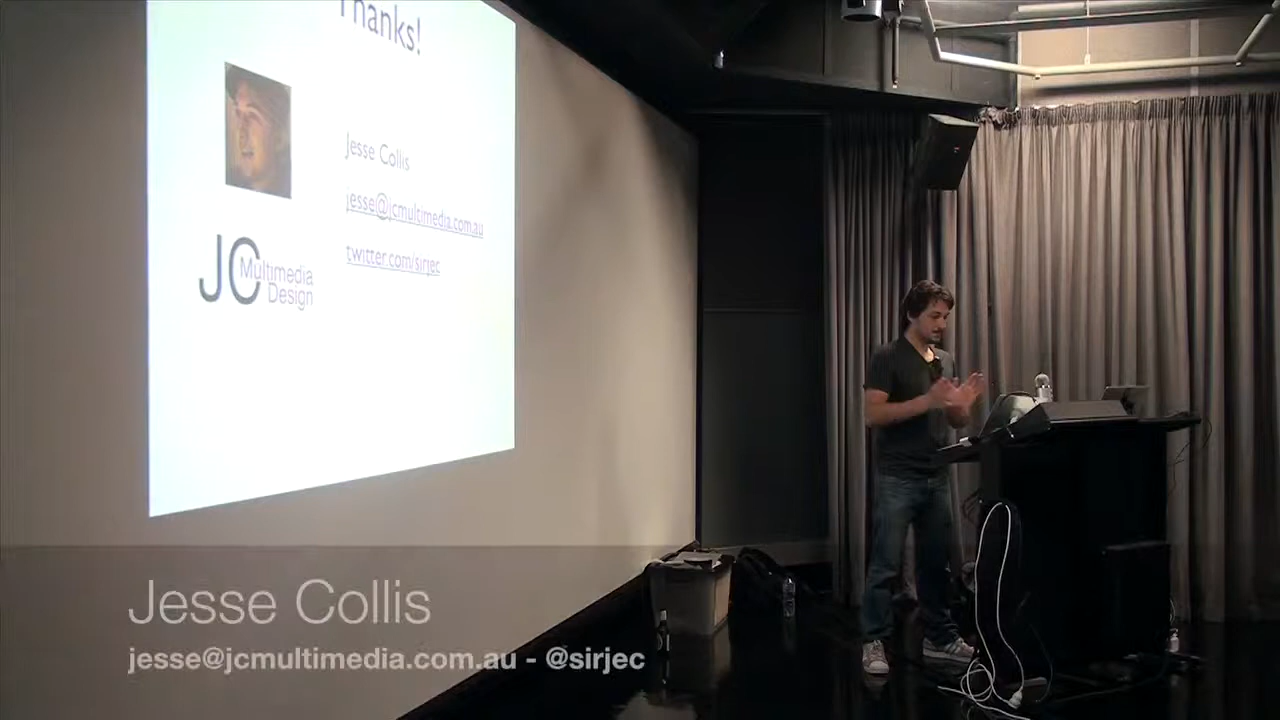 Thanks!
Jesse Collis
jesse@jcmultimedia.com.au
twitter.com/sirjec
JC Multimedia
Design
Jesse Collis
jesse@jcmultimedia.com.au - @sirjec